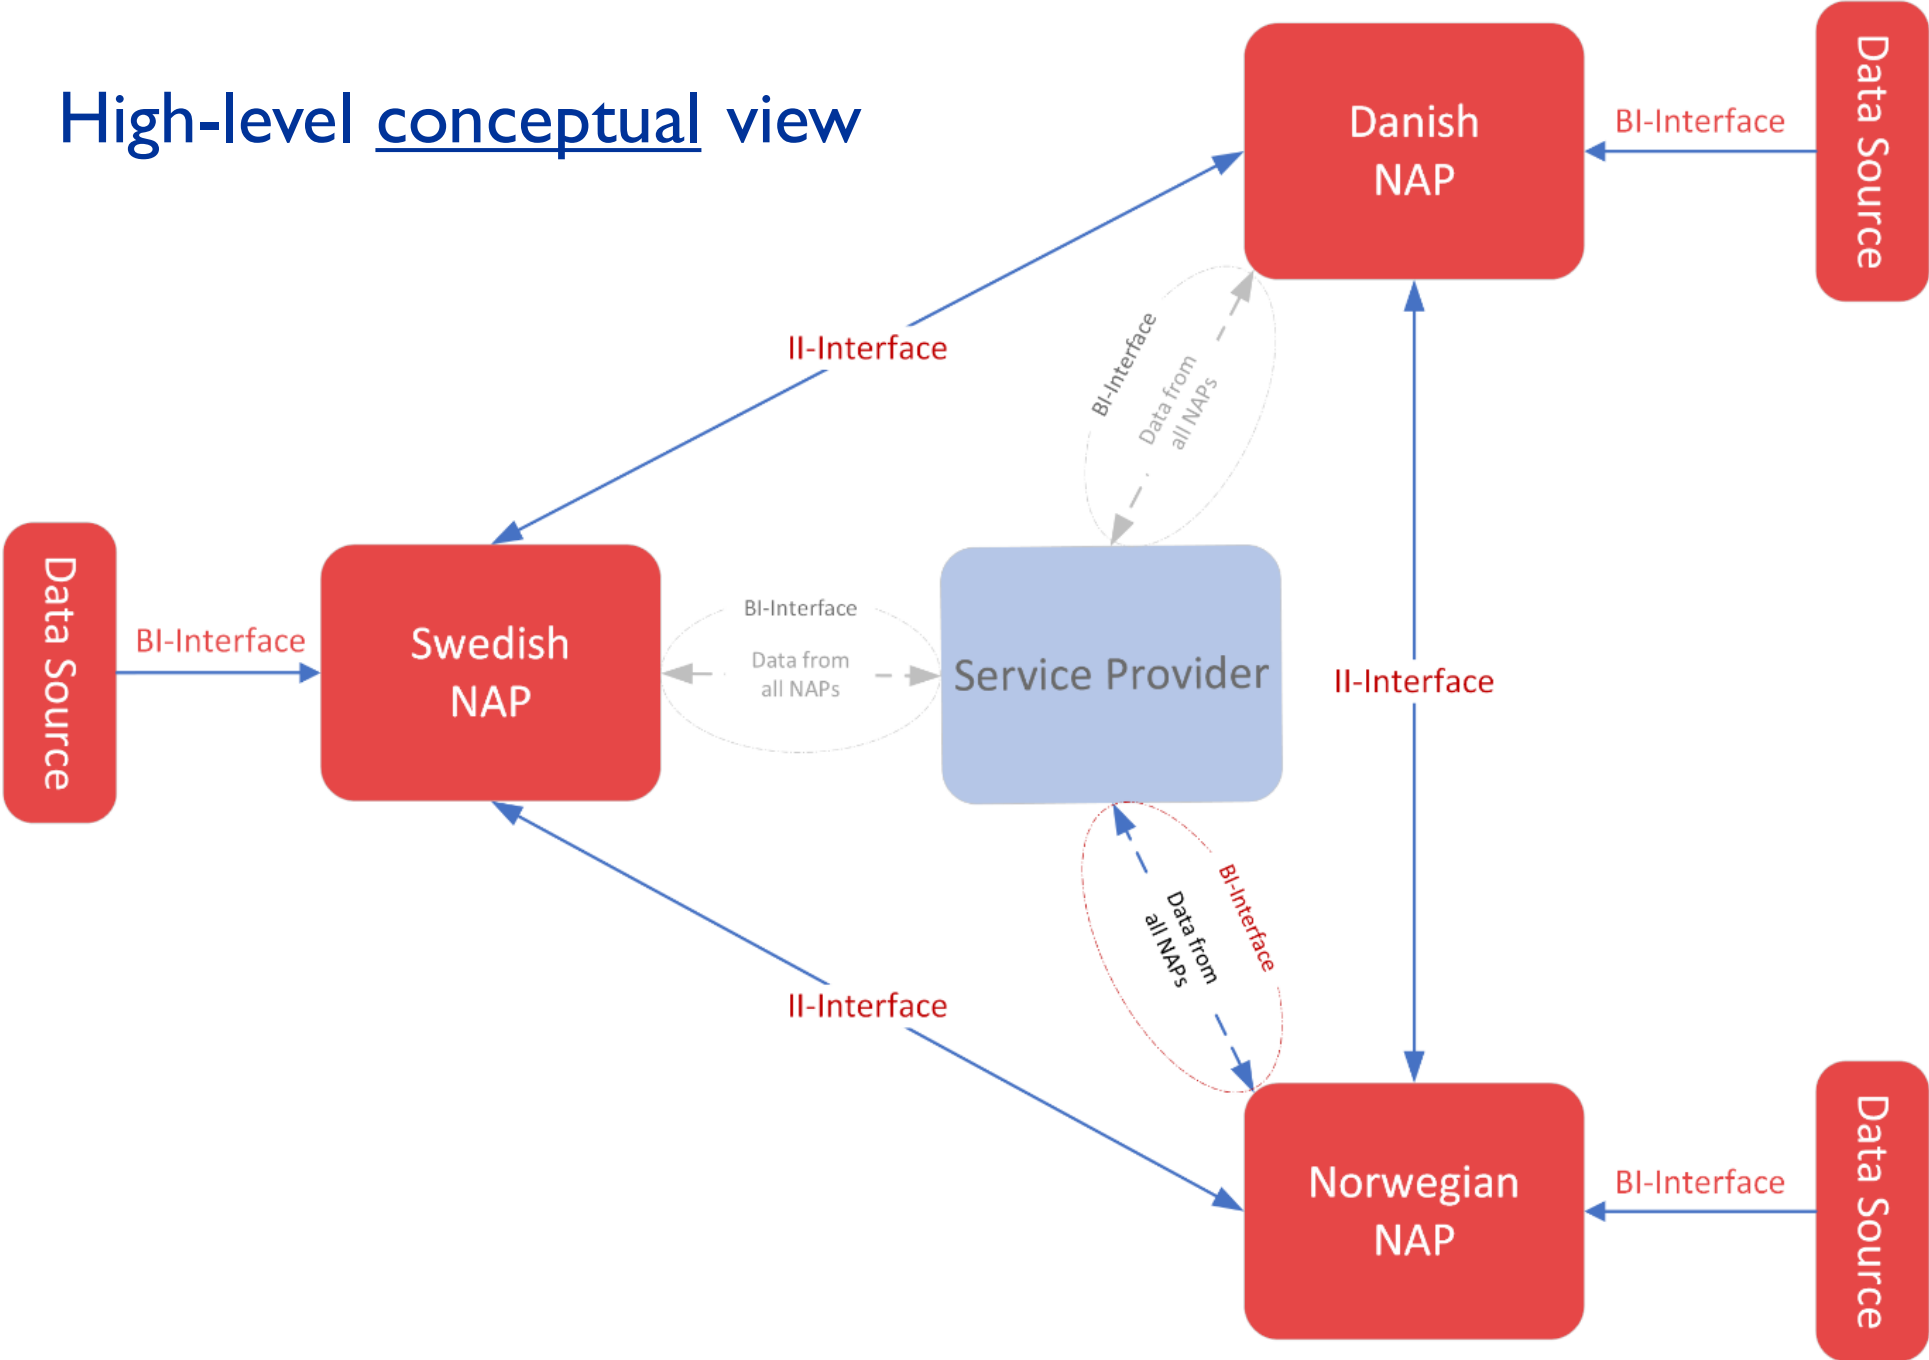 High-level conceptual view
Danish
NAP
BI-Interface
Data Source
II-Interface
BI-Interface
Data from
all NAPs
Data Source
BI-Interface
Swedish
NAP
BI-Interface
Data from
all NAPs
Service Provider
II-Interface
BI-Interface
Data from
all NAPs
II-Interface
Norwegian
NAP
BI-Interface
Data Source